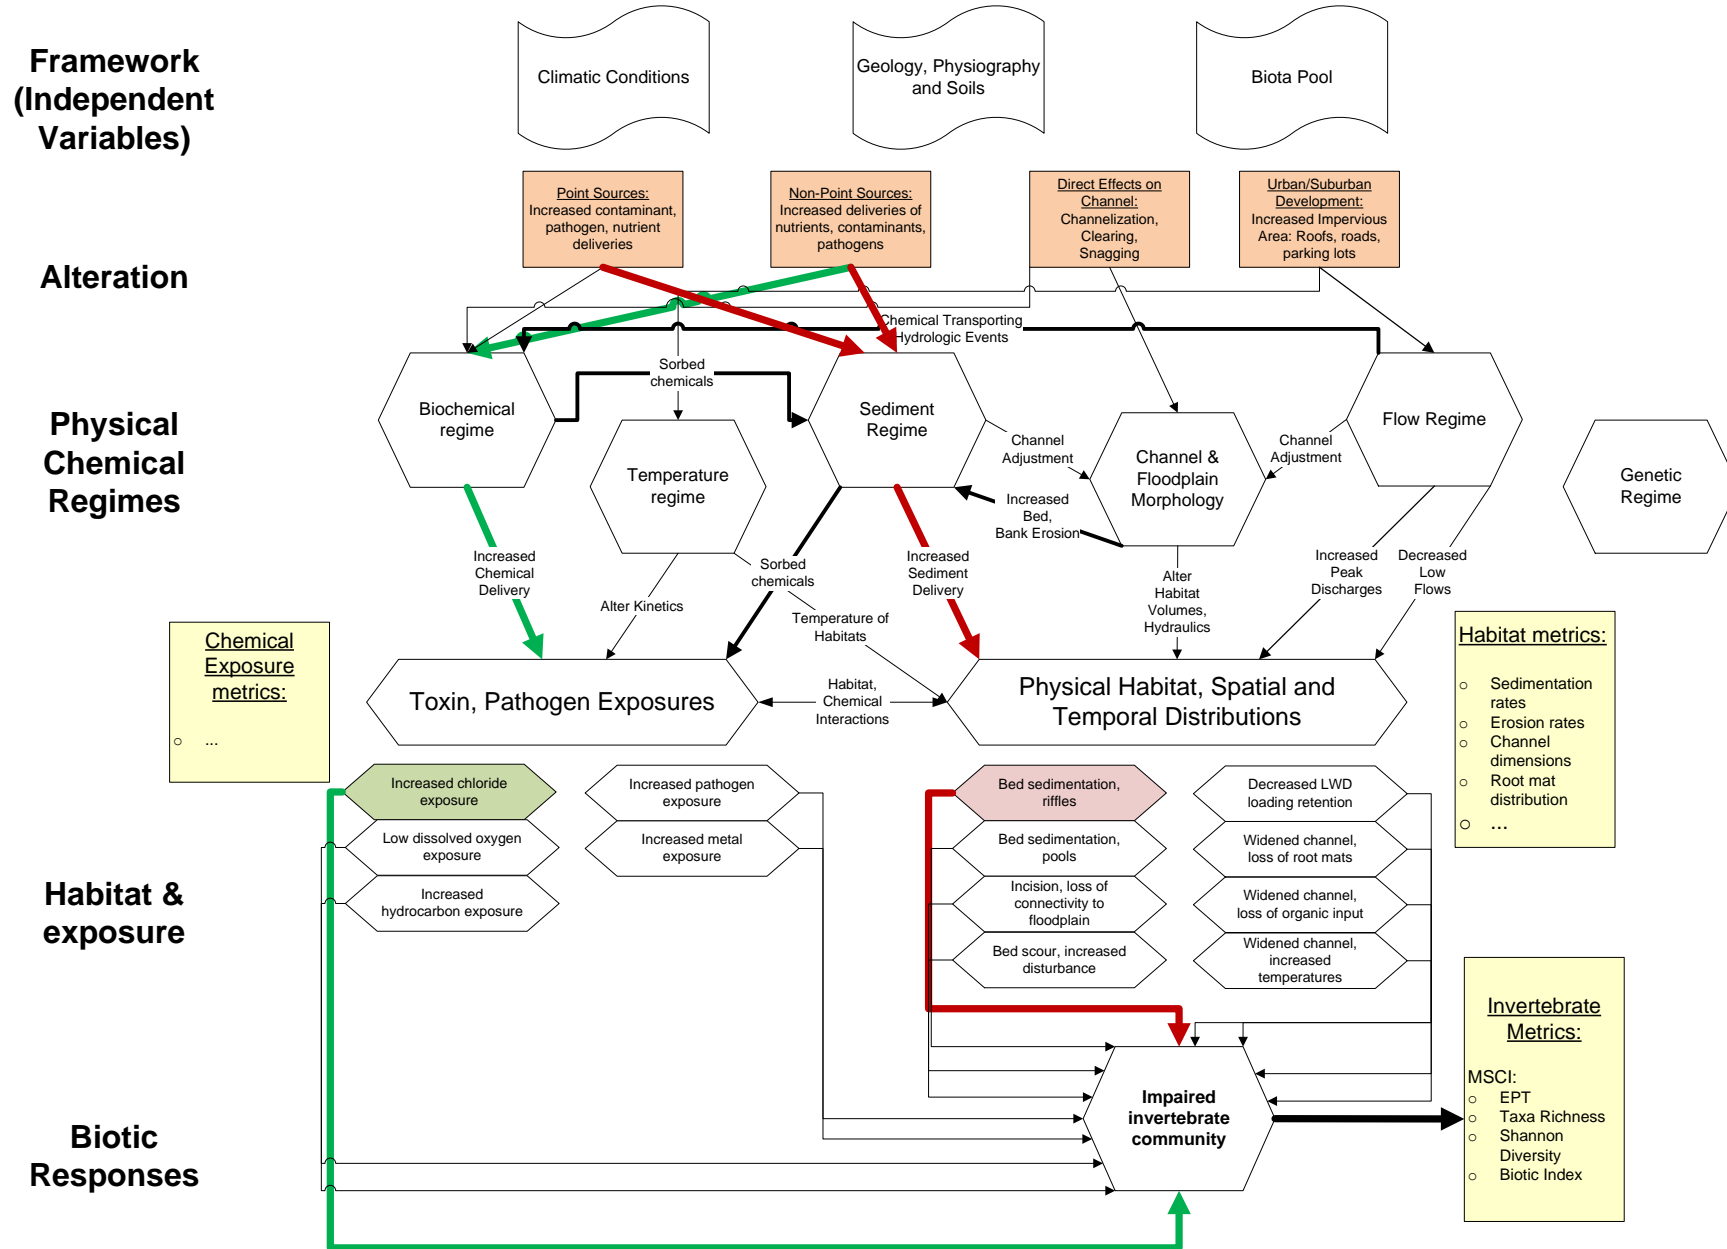 Framework
(Independent
Variables)
Climatic Conditions
Geology, Physiography
and Soils
Biota Pool
Alteration
Point Sources:
Increased contaminant,
pathogen, nutrient
deliveries
Non-Point Sources:
Increased deliveries of
nutrients, contaminants,
pathogens
Direct Effects on
Channel:
Channelization,
Clearing,
Snagging
Urban/Suburban
Development:
Increased Impervious
Area: Roofs, roads,
parking lots
Chemical Transporting
Hydrologic Events
Physical
Chemical
Regimes
Biochemical
regime
Sorbed
chemicals
Temperature
regime
Sediment
Regime
Channel
Adjustment
Channel &
Floodplain
Morphology
Channel
Adjustment
Flow Regime
Genetic
Regime
Increased
Bed,
Bank Erosion
Increased
Chemical
Delivery
Alter Kinetics
Sorbed
chemicals
Temperature of
Habitats
Increased
Sediment
Delivery
Alter
Habitat
Volumes,
Hydraulics
Increased
Peak
Discharges
Decreased
Low
Flows
Chemical
Exposure
metrics:
○ ...
Toxin, Pathogen Exposures
Habitat,
Chemical
Interactions
Physical Habitat, Spatial and
Temporal Distributions
Habitat metrics:
○ Sedimentation
rates
○ Erosion rates
○ Channel
dimensions
○ Root mat
distribution
○ ...
Habitat &
exposure
Increased chloride
exposure
Low dissolved oxygen
exposure
Increased
hydrocarbon exposure
Increased pathogen
exposure
Increased metal
exposure
Bed sedimentation,
riffles
Bed sedimentation,
pools
Incision, loss of
connectivity to
floodplain
Bed scour, increased
disturbance
Decreased LWD
loading retention
Widened channel,
loss of root mats
Widened channel,
loss of organic input
Widened channel,
increased
temperatures
Biotic
Responses
Impaired
invertebrate
community
Invertebrate
Metrics:
MSCI:
○ EPT
○ Taxa Richness
○ Shannon
Diversity
○ Biotic Index